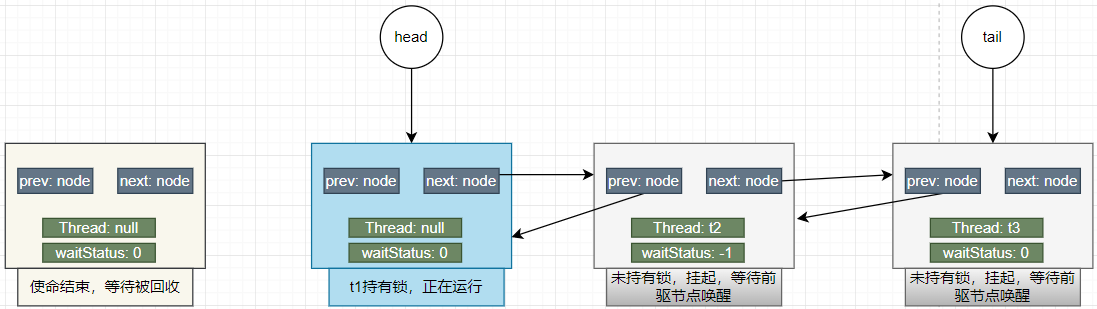 head
tail
prev: node
next: node
Thread: null
waitStatus: 0
使命结束，等待被回收
prev: node
next: node
Thread: null
waitStatus: 0
t1持有锁，正在运行
prev: node
next: node
Thread: t2
waitStatus: -1
未持有锁，挂起，等待前
驱节点唤醒
prev: node
next: node
Thread: t3
waitStatus: 0
未持有锁，挂起，等待前
驱节点唤醒